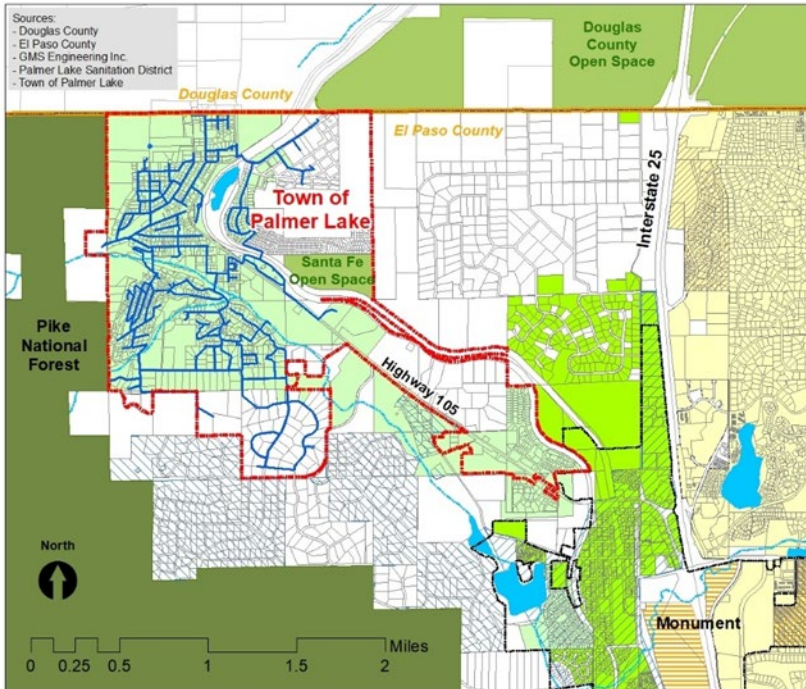 Sources:
- Douglas County
- El Paso County
- GMS Engineering Inc.
- Palmer Lake Sanitation District
- Town of Palmer Lake
Douglas
County
Open Space
Douglas County
El Paso County
Interstate 25
Town of
Palmer Lake
Santa Fe
Open Space
Pike
National
Forest
Highway 105
North
Monument
Miles
0 0.25 0.5 1 1.5 2